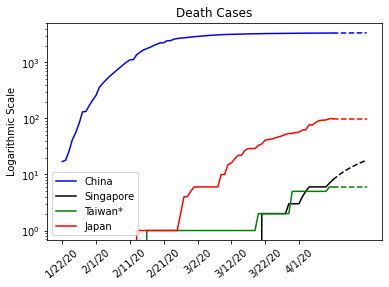 Death Cases
Logarithmic Scale
10³
10²
10¹
10⁰
China
Singapore
Taiwan*
Japan
1/22/20
2/1/20
2/11/20
2/21/20
3/2/20
3/12/20
3/22/20
4/1/20